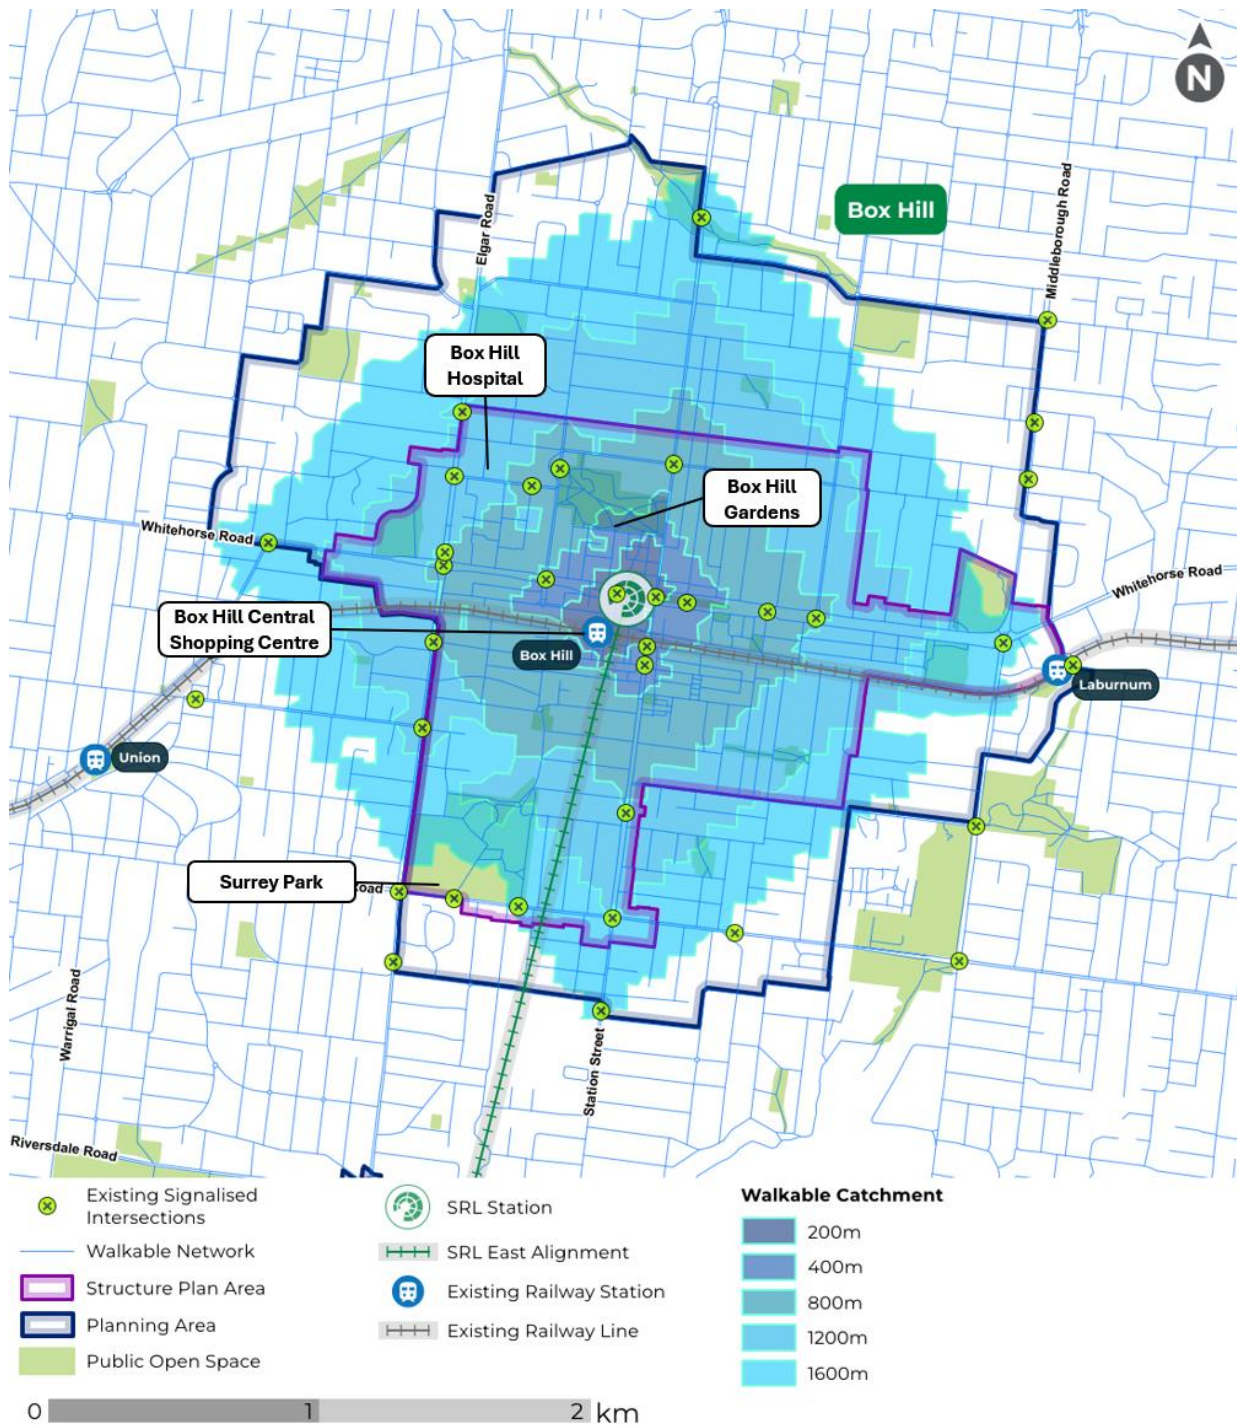 N
Box Hill
Middleborough Road
Elgar Road
Box Hill
Hospital
Box Hill
Gardens
Whitehorse Road
Whitehorse Road
Box Hill Central
Shopping Centre
Box Hill
Laburnum
Union
Surrey Park
oad
Warrigal Road
Station Street
Riversdale Road
Existing Signalised
Intersections
Walkable Network
Structure Plan Area
Planning Area
Public Open Space
SRL Station
SRL East Alignment
Existing Railway Station
Existing Railway Line
Walkable Catchment
200m
400m
800m
1200m
1600m
0 1 2 km